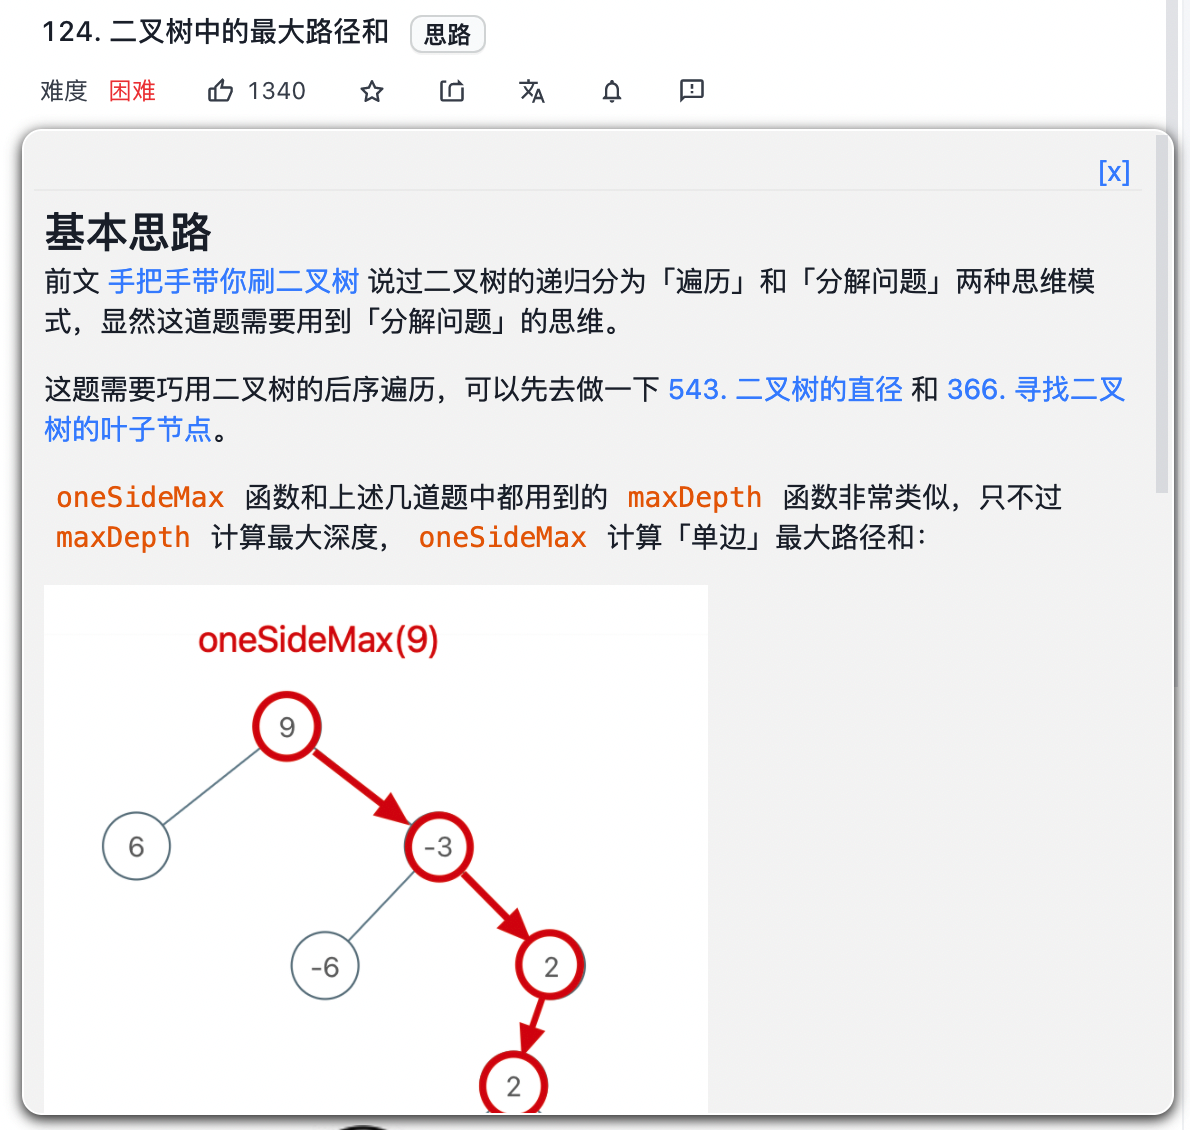 124. 二叉树中的最大路径和 思路
难度 困难 1340
[x]
基本思路
前文 手把手带你刷二叉树 说过二叉树的递归分为「遍历」和「分解问题」两种思维模
式，显然这道题需要用到「分解问题」的思维。
这题需要巧用二叉树的后序遍历，可以先去做一下 543. 二叉树的直径 和 366. 寻找二叉
树的叶子节点。
oneSideMax 函数和上述几道题中都用到的 maxDepth 函数非常类似，只不过
maxDepth 计算最大深度， oneSideMax 计算「单边」最大路径和：
oneSideMax(9)
9
6
-3
-6
2
2